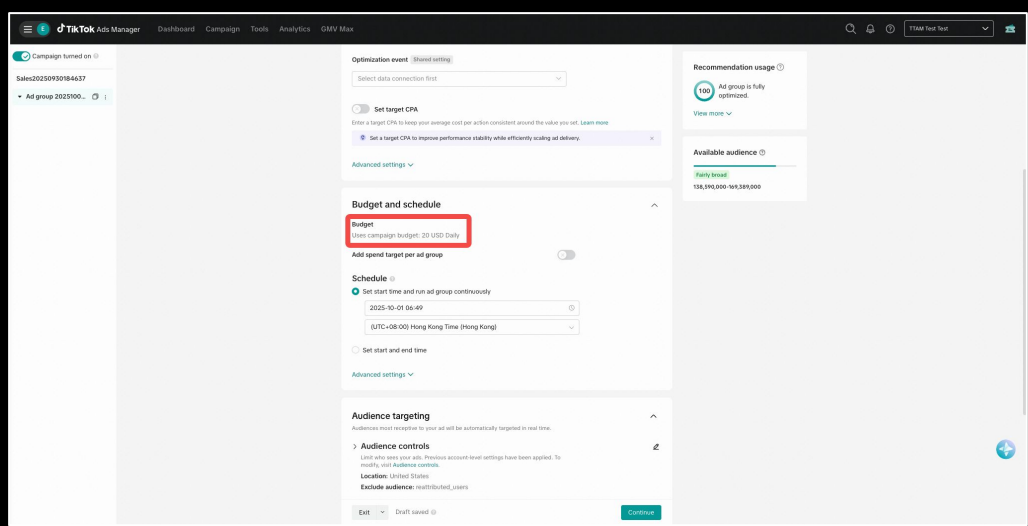 E TikTok Ads Manager Dashboard Campaign Tools Analytics GMV Max TTAM Test Test
Campaign turned on
Sales20250930184637
Ad group 2025100...
Optimization event Shared setting
Select data connection first
Set target CPA
Enter a target CPA to keep your average cost per action consistent around the value you set. Learn more
Set a target CPA to improve performance stability while efficiently scaling ad delivery.
Advanced settings
Budget and schedule
Budget
Uses campaign budget: 20 USD Daily
Add spend target per ad group
Schedule
Set start time and run ad group continuously
2025-10-01 06:49
(UTC+08:00) Hong Kong Time (Hong Kong)
Set start and end time
Advanced settings
Audience targeting
Audiences most receptive to your ad will be automatically targeted in real time.
Audience controls
Limit who sees your ads. Previous account-level settings have been applied. To
modify, visit Audience controls.
Location: United States
Exclude audience: reattributed_users
Exit Draft saved Continue
Recommendation usage
100 Ad group is fully
optimized.
View more
Available audience
Fairly broad
138,590,000-169,389,000